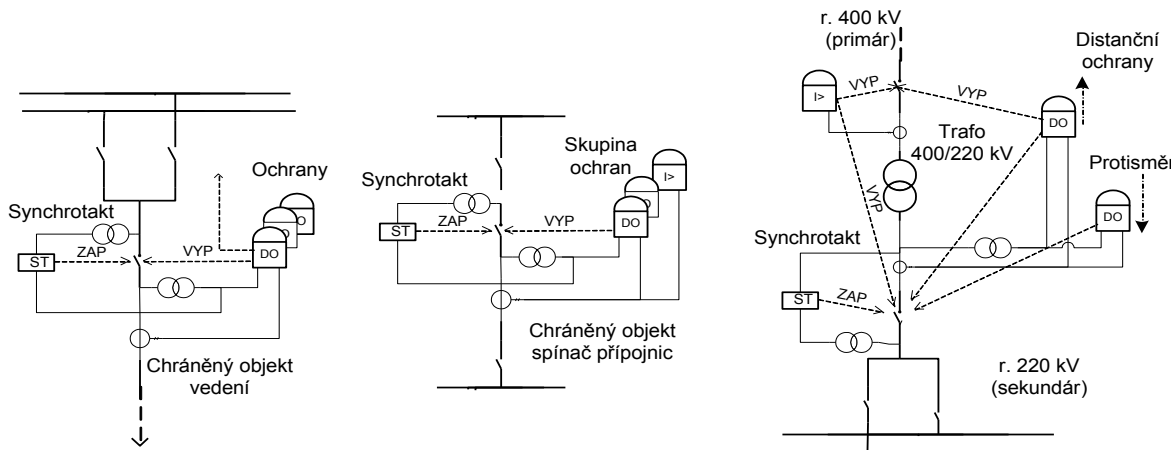 Ochrany
Synchrotakt
ST
ZAP
VYP
DO
O
Chráněný objekt
vedení
Skupina
ochran
I>
Synchrotakt
ST
ZAP
VYP
DO
Chráněný objekt
spínač přípojnic
r. 400 kV
(primár)
Distanční
ochrany
I>
VYP
VYP
DO
Trafo
400/220 kV
VYP
Protisměr
DO
Synchrotakt
ST
ZAP
r. 220 kV
(sekundár)